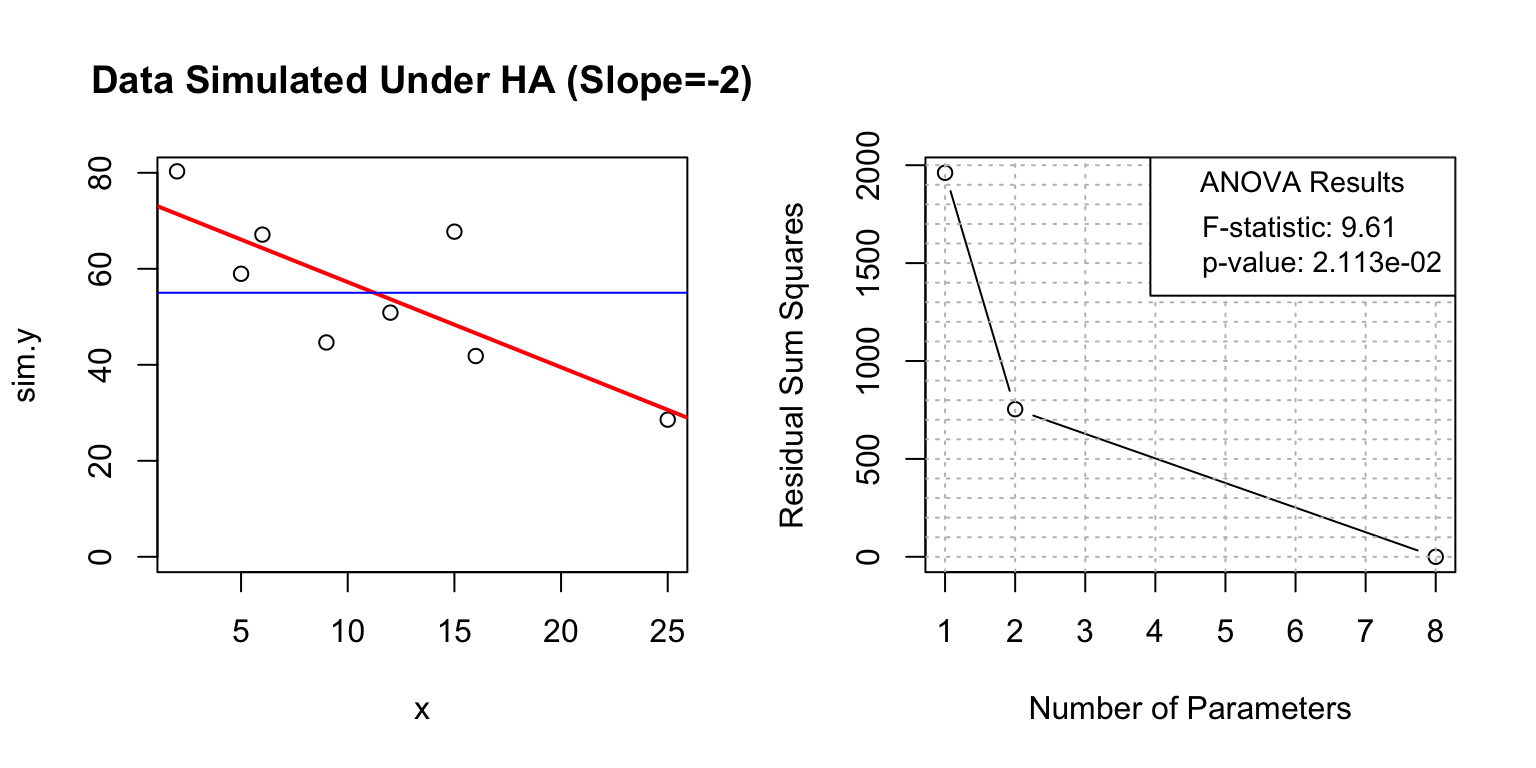 Data Simulated Under HA (Slope=-2)
sim.y
80
60
40
20
0
5 10 15 20 25
x
Residual Sum Squares
2000
1500
1000
500
0
1 2 3 4 5 6 7 8
Number of Parameters
ANOVA Results
F-statistic: 9.61
p-value: 2.113e-02